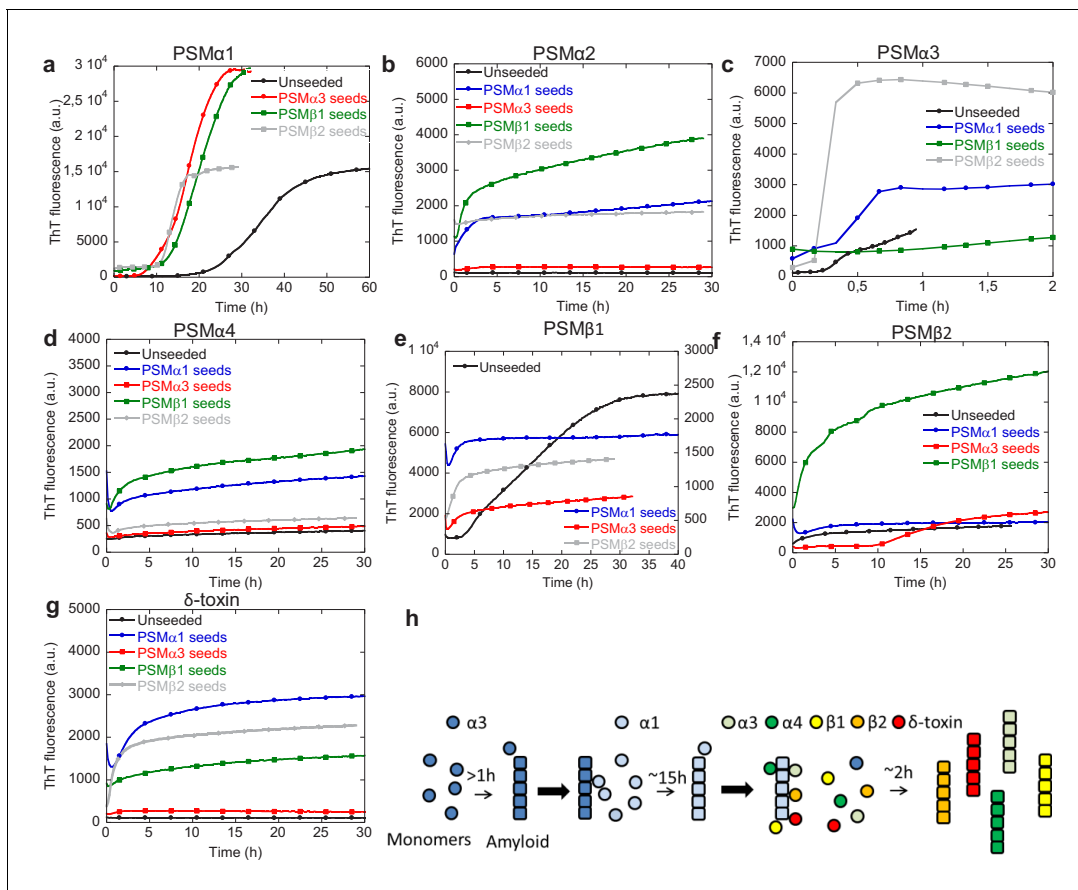 a
PSMα1
3 10⁴
2.5 10⁴
2 10⁴
1.5 10⁴
1 10⁴
5000
0
ThT fluorescence (a.u.)
Unseeded
PSMα3 seeds
PSMβ1 seeds
PSMβ2 seeds
0 10 20 30 40 50 60
Time (h)
b
PSMα2
6000
5000
4000
3000
2000
1000
0
ThT fluorescence (a.u.)
Unseeded
PSMα1 seeds
PSMα3 seeds
PSMβ1 seeds
PSMβ2 seeds
0 5 10 15 20 25 30
Time (h)
c
PSMα3
7000
6000
5000
4000
3000
2000
1000
0
ThT fluorescence (a.u.)
Unseeded
PSMα1 seeds
PSMβ1 seeds
PSMβ2 seeds
0 0,5 1 1,5 2
Time (h)
d
PSMα4
4000
3500
3000
2500
2000
1500
1000
500
0
ThT fluorescence (a.u.)
Unseeded
PSMα1 seeds
PSMα3 seeds
PSMβ1 seeds
PSMβ2 seeds
0 5 10 15 20 25 30
Time (h)
e
PSMβ1
1 10⁴
8000
6000
4000
2000
0
ThT fluorescence (a.u.)
Unseeded
3000
2500
2000
1500
1000
500
0
PSMα1 seeds
PSMα3 seeds
PSMβ2 seeds
0 5 10 15 20 25 30 35 40
Time (h)
f
PSMβ2
1,4 10⁴
1,2 10⁴
1 10⁴
8000
6000
4000
2000
0
ThT fluorescence (a.u.)
Unseeded
PSMα1 seeds
PSMα3 seeds
PSMβ1 seeds
0 5 10 15 20 25 30
Time (h)
g
δ-toxin
5000
4000
3000
2000
1000
0
ThT fluorescence (a.u.)
Unseeded
PSMα1 seeds
PSMα3 seeds
PSMβ1 seeds
PSMβ2 seeds
0 5 10 15 20 25 30
Time (h)
h
α3 α1 α3 α4 β1 β2 δ-toxin
>1h ~15h ~2h
Monomers Amyloid